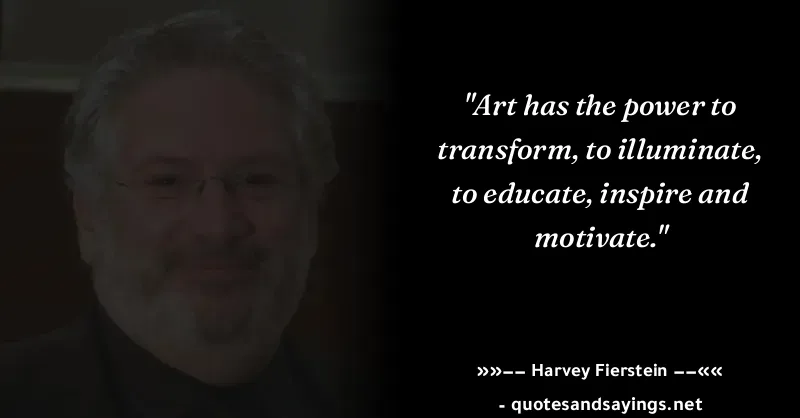 "Art has the power to
transform, to illuminate,
to educate, inspire and
motivate."
»»−− Harvey Fierstein −−««
- quotesandsayings.net